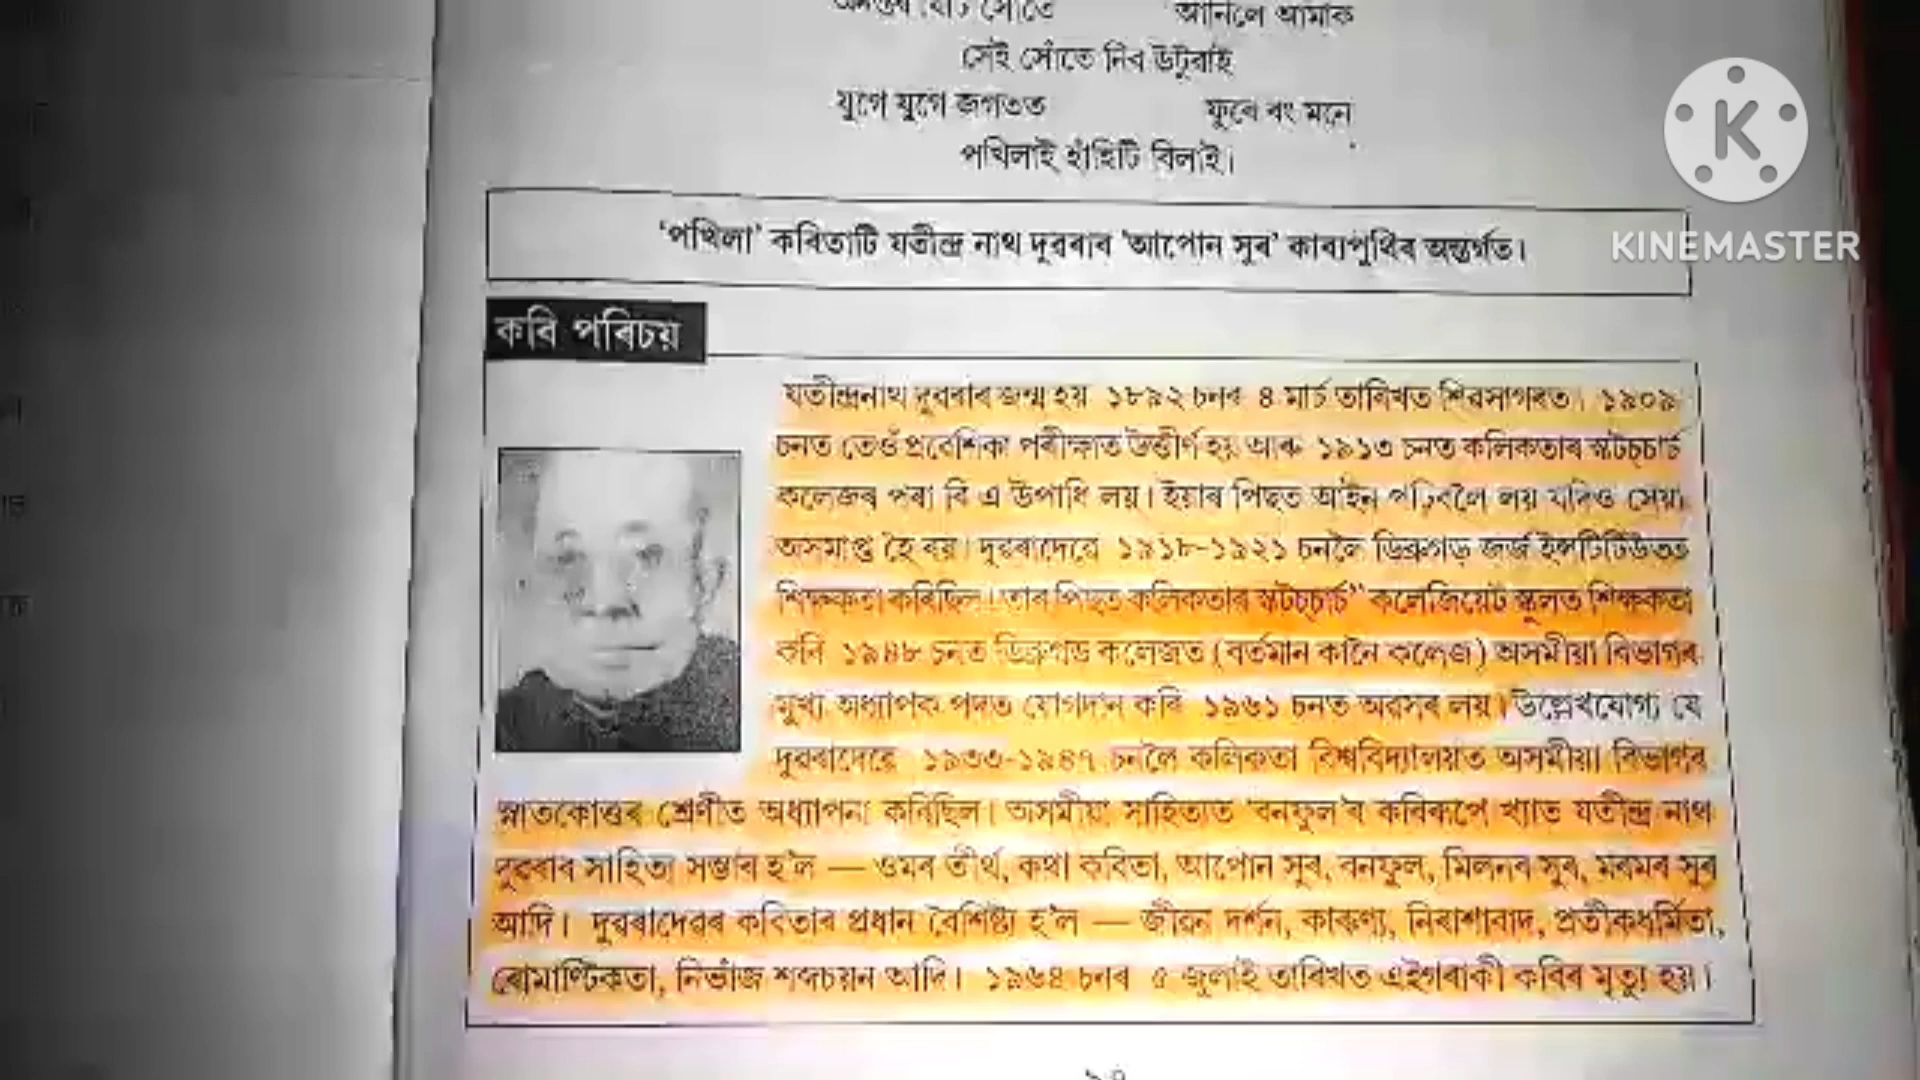 আনিলে আমাক
সেই সোঁতে নিব উটুৱাই
যুগে যুগে জগতত ফুৰে ৰং মনে
পখিলাই হাঁহিটি বিলাই।
‘পখিলা’ কবিতাটি যতীন্দ্ৰ নাথ দুৱৰাৰ ‘আপোন সুৰ’ কাব্যপুথিৰ অন্তৰ্গত।
KINEMASTER
কবি পৰিচয়
যতীন্দ্ৰনাথ দুৱৰাৰ জন্ম হয় ১৮৯২ চনৰ ৪ মাৰ্চ তাৰিখত শিৱসাগৰত। ১৯০৯
চনত তেওঁ প্ৰবেশিকা পৰীক্ষাত উত্তীৰ্ণ হয় আৰু ১৯১৩ চনত কলিকতাৰ স্কটচ্চাৰ্চ
কলেজৰ পৰা বি এ উপাধি লয়। ইয়াৰ পিছত আইন পঢ়িবলৈ লয় যদিও সেয়া
অসমাপ্ত হৈ ৰয়। দুৱৰাদেৱে ১৯১৮-১৯২১ চনলৈ ডিব্ৰুগড় জৰ্জ ইন্সটিটিউতত
শিক্ষকতা কৰিছিল। তাৰ পিছত কলিকতাৰ স্কটচ্চাৰ্চ” কলেজিয়েট স্কুলত শিক্ষকতা
কৰি ১৯৪৮ চনত ডিব্ৰুগড় কলেজত (বৰ্তমান কানৈ কলেজ) অসমীয়া বিভাগৰ
মুখ্য অধ্যাপক পদত যোগদান কৰি ১৯৬১ চনত অৱসৰ লয়। উল্লেখযোগ্য যে
দুৱৰাদেৱে ১৯৩৩-১৯৪৭ চনলৈ কলিকতা বিশ্ববিদ্যালয়ত অসমীয়া বিভাগৰ
স্নাতকোত্তৰ শ্ৰেণীত অধ্যাপনা কৰিছিল। অসমীয়া সাহিত্যত ‘বনফুল’ৰ কবিৰূপে খ্যাত যতীন্দ্ৰ নাথ
দুৱৰাৰ সাহিত্য সম্ভাৰ হ’ল — ওমৰ তীৰ্থ, কথা কবিতা, আপোন সুৰ, বনফুল, মিলনৰ সুৰ, মৰমৰ সুৰ
আদি। দুৱৰাদেৱৰ কবিতাৰ প্ৰধান বৈশিষ্ট্য হ’ল — জীৱন দৰ্শন, কাৰুণ্য, নিৰাশাবাদ, প্ৰতীকধৰ্মিতা,
ৰোমাণ্টিকতা, নিভাঁজ শব্দচয়ন আদি। ১৯৬৪ চনৰ ৫ জুলাই তাৰিখত এইগৰাকী কবিৰ মৃত্যু হয়।